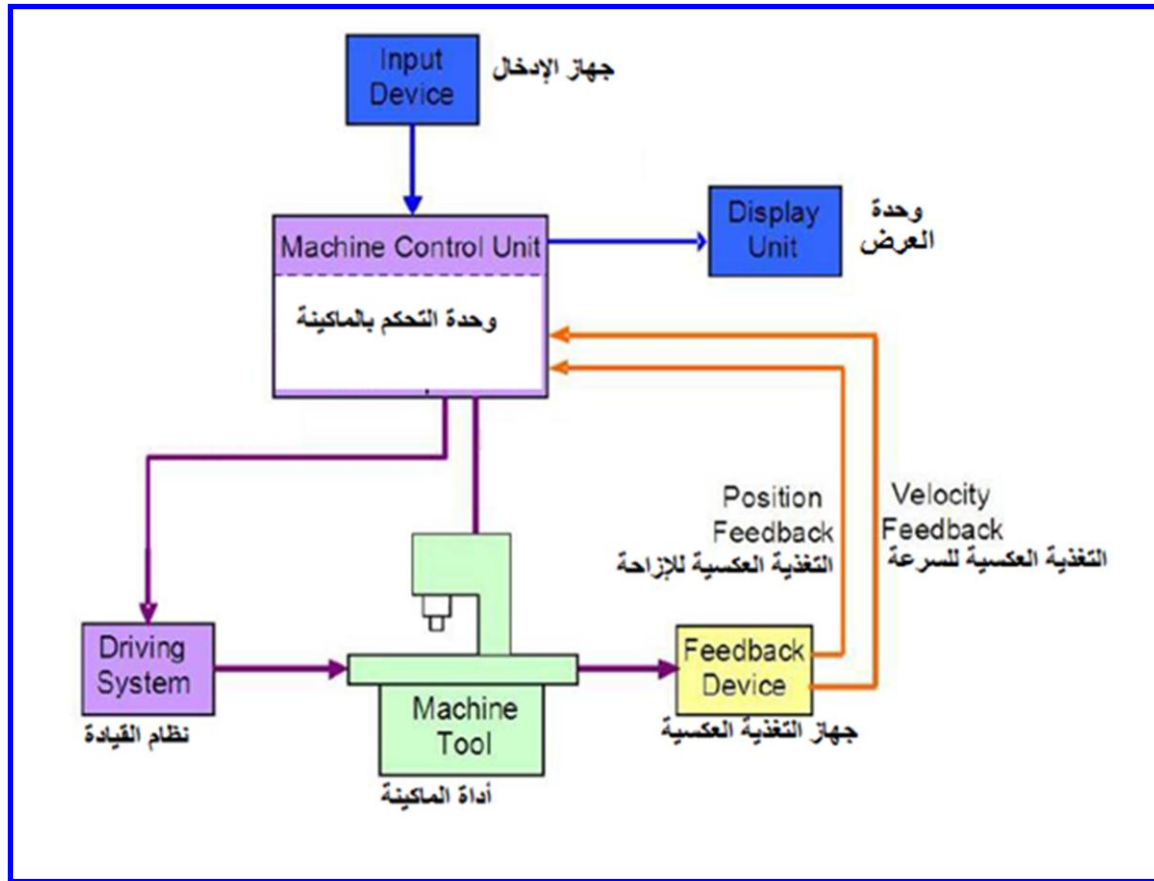 Input
Device
جهاز الإدخال
Display
Unit
وحدة
العرض
Machine Control Unit
وحدة التحكم بالماكينة
Position
Feedback
التغذية العكسية للإزاحة
Velocity
Feedback
التغذية العكسية للسرعة
Driving
System
نظام القيادة
Machine
Tool
أداة الماكينة
Feedback
Device
جهاز التغذية العكسية